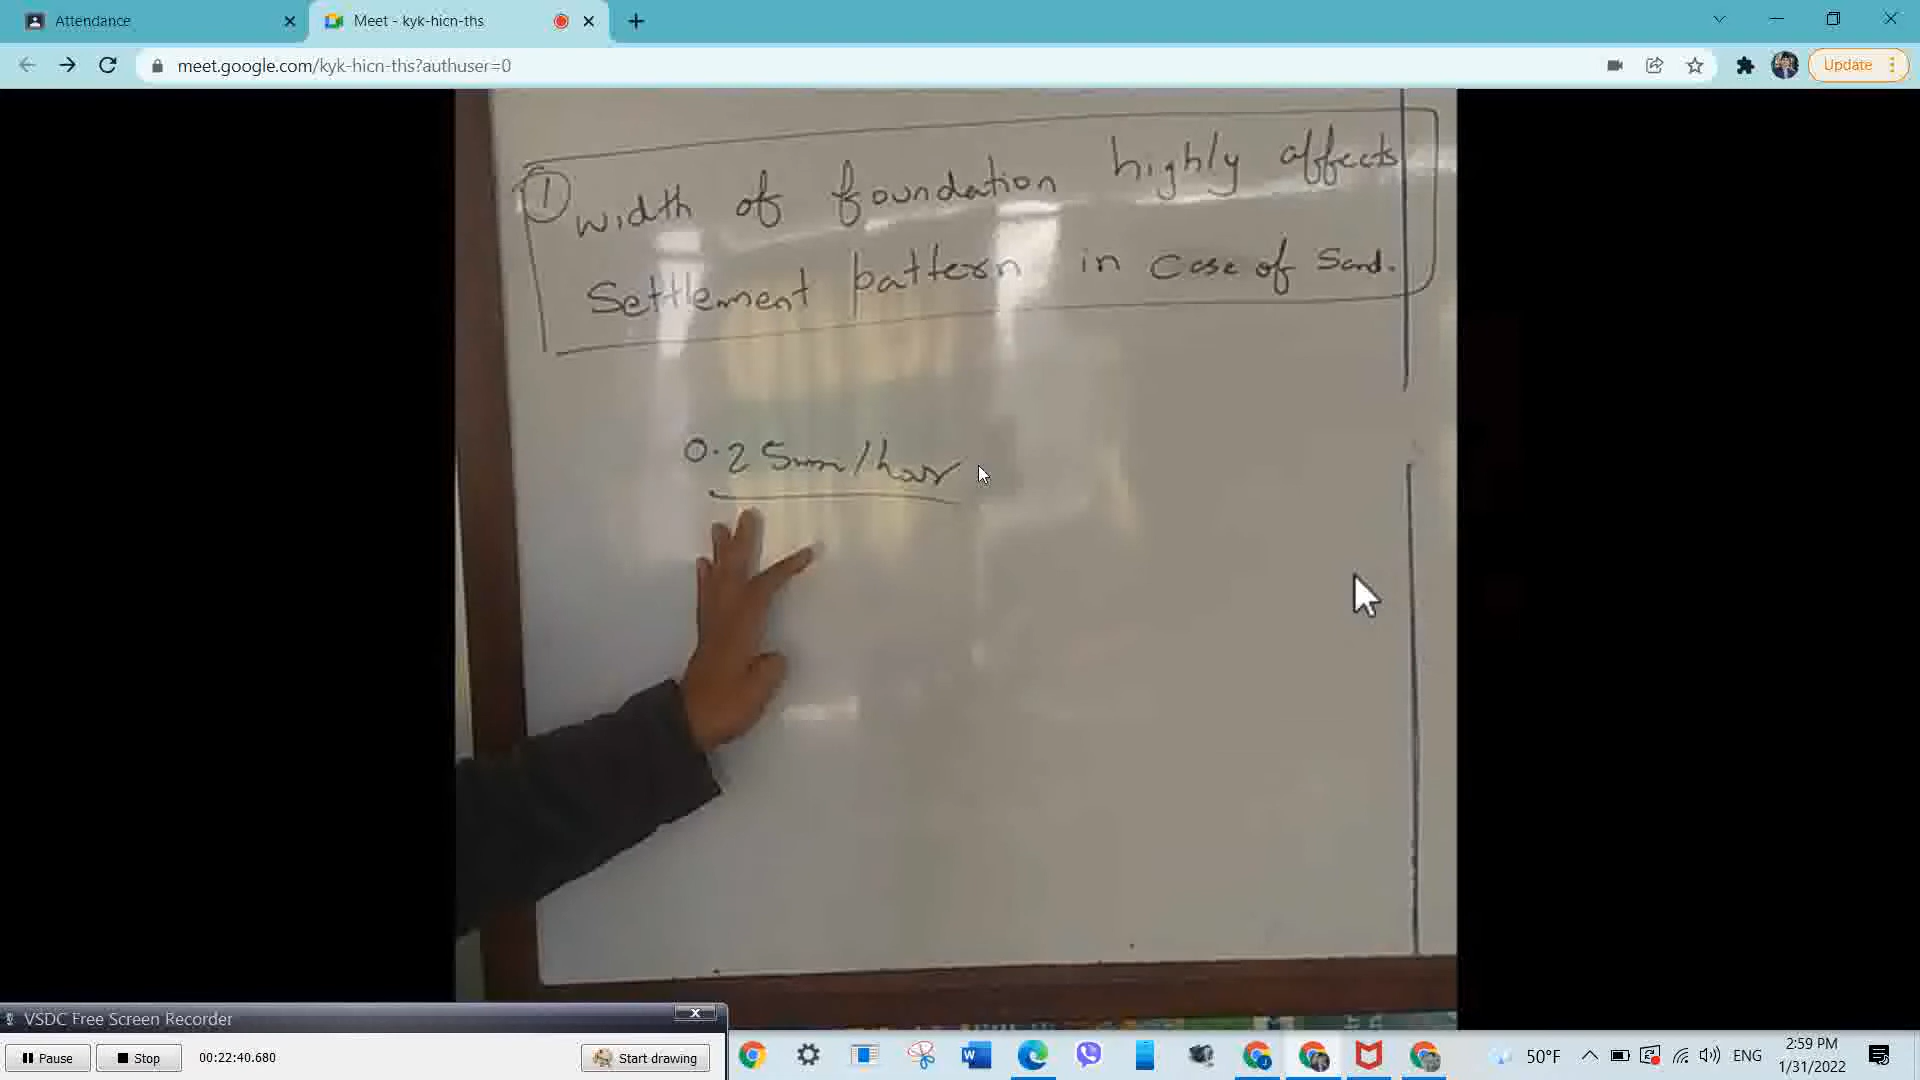 Attendance
Meet - kyk-hicn-ths
meet.google.com/kyk-hicn-ths?authuser=0
Update
① width of foundation highly affects
Settlement pattern in case of Sand.
0.25mm/hour
VSDC Free Screen Recorder
Pause
Stop
00:22:40.680
Start drawing
50°F
ENG
2:59 PM
1/31/2022